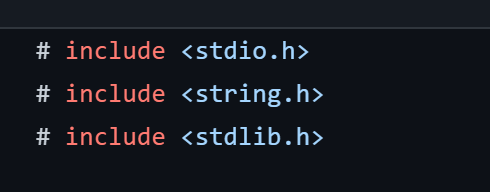 # include <stdio.h>
# include <string.h>
# include <stdlib.h>